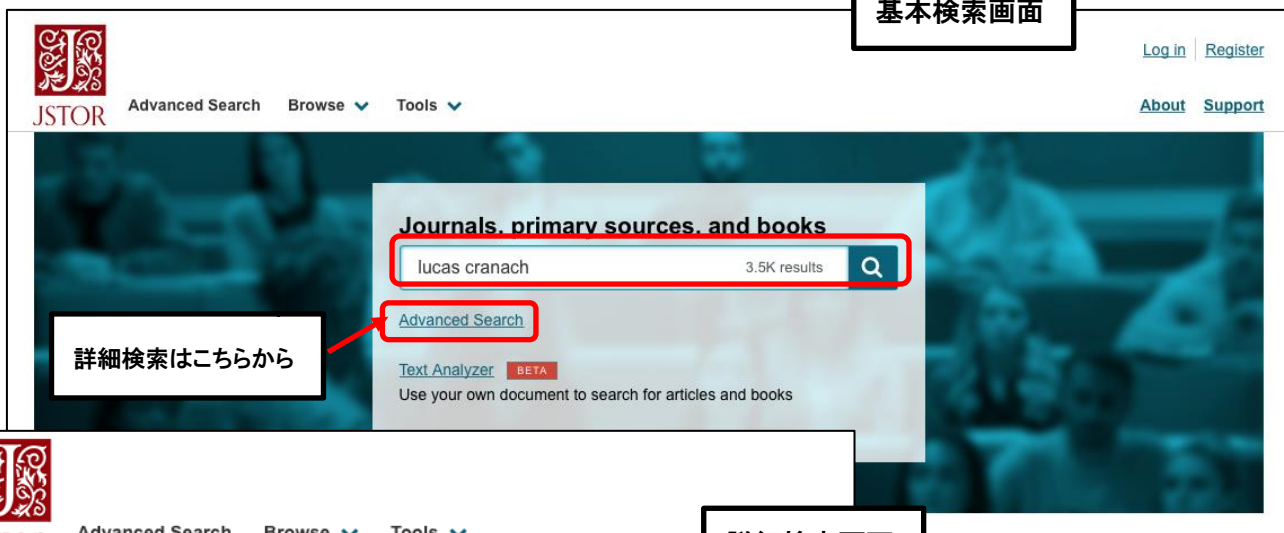 基本検索画面
Log in Register
JSTOR Advanced Search Browse Tools About Support
Journals, primary sources, and books
lucas cranach 3.5K results
Advanced Search
詳細検索はこちらから
Text Analyzer BETA
Use your own document to search for articles and books
Advanced Search Browse Tools